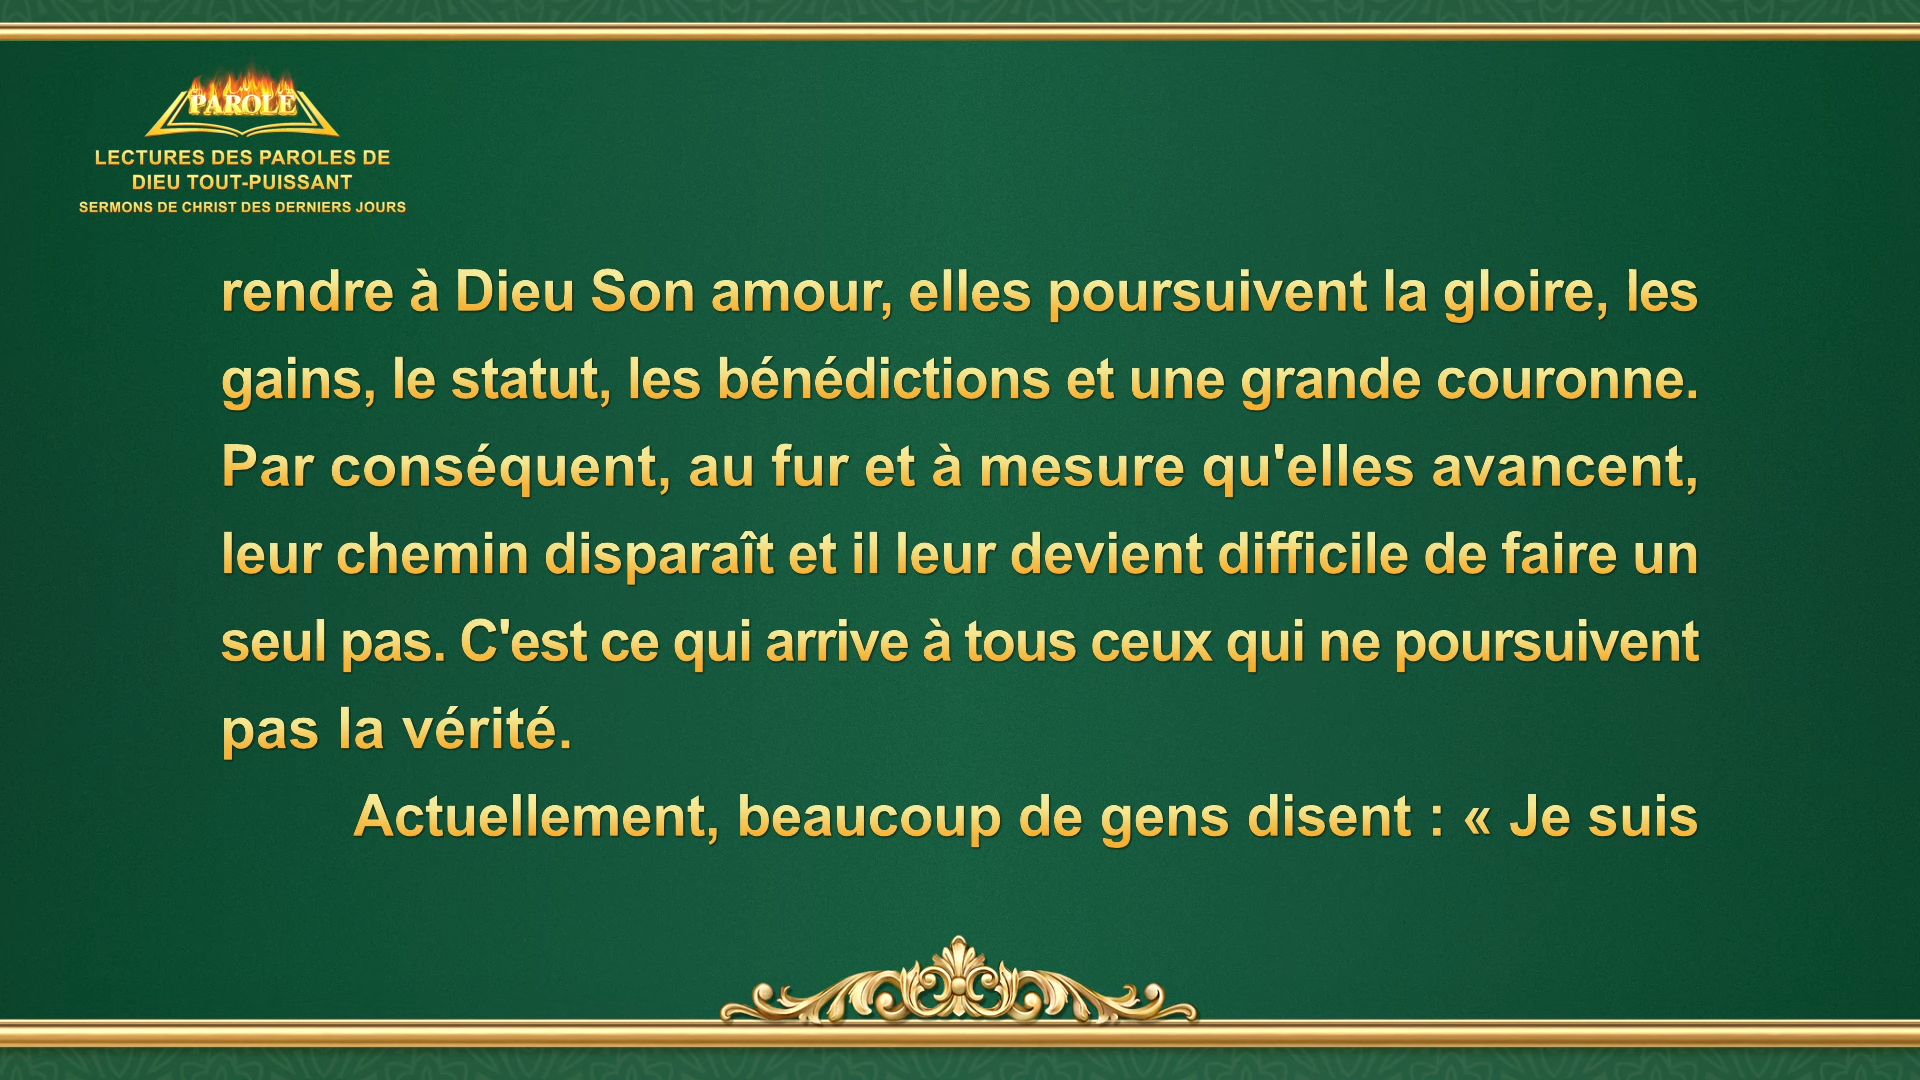 PAROLE
LECTURES DES PAROLES DE
DIEU TOUT-PUISSANT
SERMONS DE CHRIST DES DERNIERS JOURS
rendre à Dieu Son amour, elles poursuivent la gloire, les
gains, le statut, les bénédictions et une grande couronne.
Par conséquent, au fur et à mesure qu'elles avancent,
leur chemin disparaît et il leur devient difficile de faire un
seul pas. C'est ce qui arrive à tous ceux qui ne poursuivent
pas la vérité.
Actuellement, beaucoup de gens disent : « Je suis